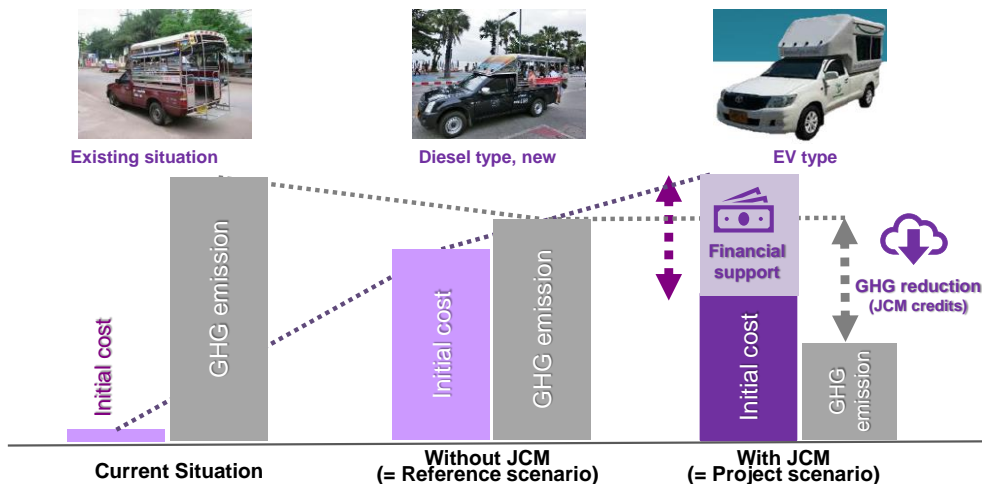 Existing situation
Diesel type, new
EV type
Initial cost
GHG emission
Initial cost
GHG emission
Financial
support
Initial cost
GHG
emission
GHG reduction
(JCM credits)
Current Situation
Without JCM
(= Reference scenario)
With JCM
(= Project scenario)